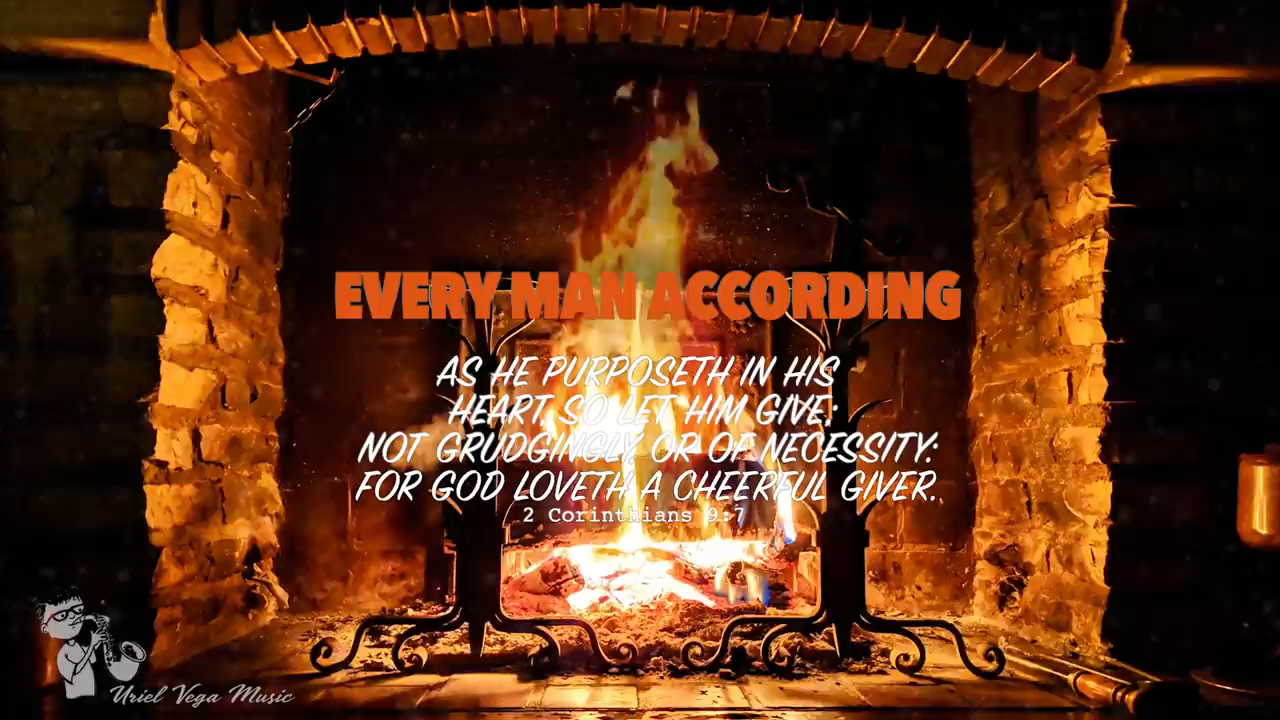 EVERY MAN ACCORDING
AS HE PURPOSETH IN HIS
HEART, SO LET HIM GIVE;
NOT GRUDGINGLY, OR OF NECESSITY:
FOR GOD LOVETH A CHEERFUL GIVER.
2 Corinthians 9:7
Uriel Vega Music